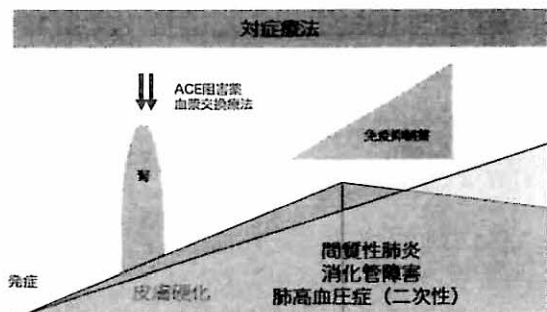 対症療法
ACE阻害薬
血漿交換療法
腎
免疫抑制薬
発症
皮膚硬化
間質性肺炎
消化管障害
肺高血圧症（二次性）